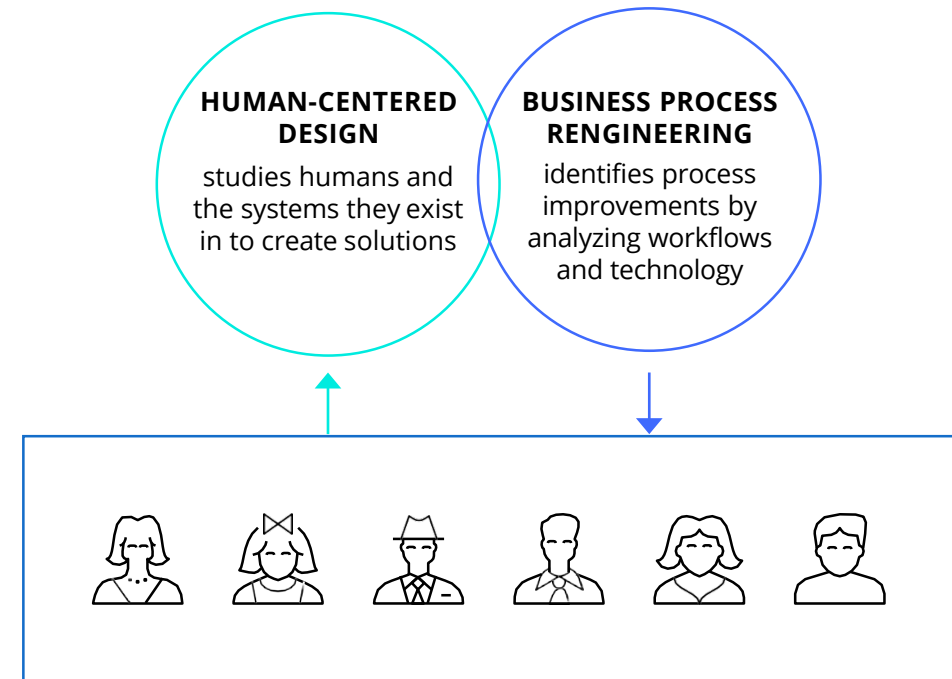 HUMAN-CENTERED
DESIGN
studies humans and
the systems they exist
in to create solutions
BUSINESS PROCESS
RENGINEERING
identifies process
improvements by
analyzing workflows
and technology